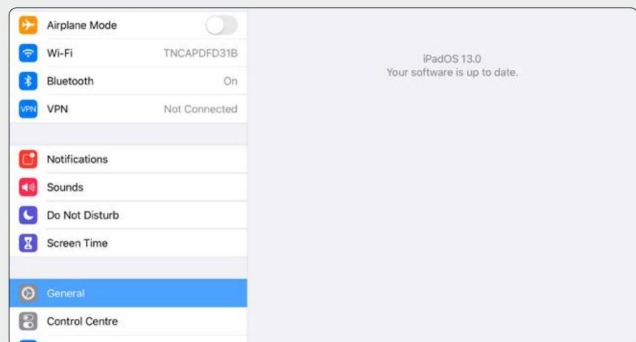 Airplane Mode
Wi-Fi TNCAPDFD31B
Bluetooth On
VPN VPN Not Connected
Notifications
Sounds
Do Not Disturb
Screen Time
General
Control Centre
iPadOS 13.0
Your software is up to date.